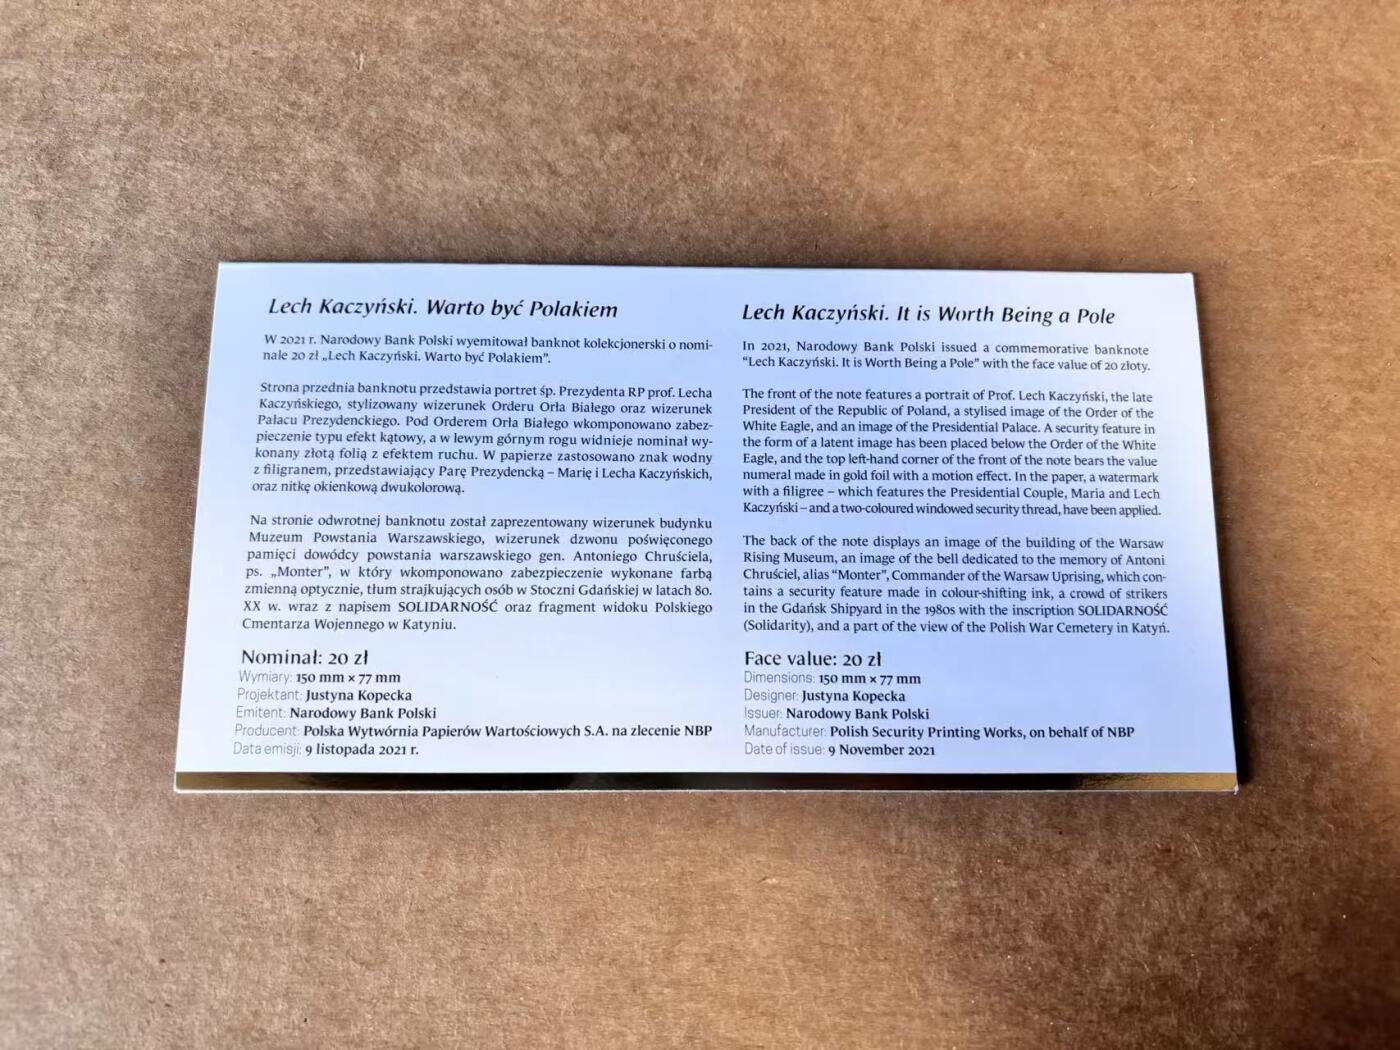 Lech Kaczyński. Warto być Polakiem
W 2021 r. Narodowy Bank Polski wyemitował banknot kolekcjonerski o nomi-
nale 20 zł „Lech Kaczyński. Warto być Polakiem”.
Strona przednia banknotu przedstawia portret śp. Prezydenta RP prof. Lecha
Kaczyńskiego, stylizowany wizerunek Orderu Orła Białego oraz wizerunek
Pałacu Prezydenckiego. Pod Orderem Orła Białego wkomponowano zabez-
pieczenie typu efekt kątowy, a w lewym górnym rogu widnieje nominał wy-
konany złotą folią z efektem ruchu. W papierze zastosowano znak wodny
z filigranem, przedstawiający Parę Prezydencką – Marię i Lecha Kaczyńskich,
oraz nitkę okienkową dwukolorową.
Na stronie odwrotnej banknotu został zaprezentowany wizerunek budynku
Muzeum Powstania Warszawskiego, wizerunek dzwonu poświęconego
pamięci dowódcy powstania warszawskiego gen. Antoniego Chruściela,
ps. „Monter”, w który wkomponowano zabezpieczenie wykonane farbą
zmienną optycznie, tłum strajkujących osób w Stoczni Gdańskiej w latach 80.
XX w. wraz z napisem SOLIDARNOŚĆ oraz fragment widoku Polskiego
Cmentarza Wojennego w Katyniu.
Nominał: 20 zł
Wymiary: 150 mm × 77 mm
Projektant: Justyna Kopecka
Emitent: Narodowy Bank Polski
Producent: Polska Wytwórnia Papierów Wartościowych S.A. na zlecenie NBP
Data emisji: 9 listopada 2021 r.
Lech Kaczyński. It is Worth Being a Pole
In 2021, Narodowy Bank Polski issued a commemorative banknote
“Lech Kaczyński. It is Worth Being a Pole” with the face value of 20 złoty.
The front of the note features a portrait of Prof. Lech Kaczyński, the late
President of the Republic of Poland, a stylised image of the Order of the
White Eagle, and an image of the Presidential Palace. A security feature in
the form of a latent image has been placed below the Order of the White
Eagle, and the top left-hand corner of the front of the note bears the value
numeral made in gold foil with a motion effect. In the paper, a watermark
with a filigree – which features the Presidential Couple, Maria and Lech
Kaczyński – and a two-coloured windowed security thread, have been applied.
The back of the note displays an image of the building of the Warsaw
Rising Museum, an image of the bell dedicated to the memory of Antoni
Chruściel, alias “Monter”, Commander of the Warsaw Uprising, which con-
tains a security feature made in colour-shifting ink, a crowd of strikers
in the Gdańsk Shipyard in the 1980s with the inscription SOLIDARNOŚĆ
(Solidarity), and a part of the view of the Polish War Cemetery in Katyń.
Face value: 20 zł
Dimensions: 150 mm × 77 mm
Designer: Justyna Kopecka
Issuer: Narodowy Bank Polski
Manufacturer: Polish Security Printing Works, on behalf of NBP
Date of issue: 9 November 2021